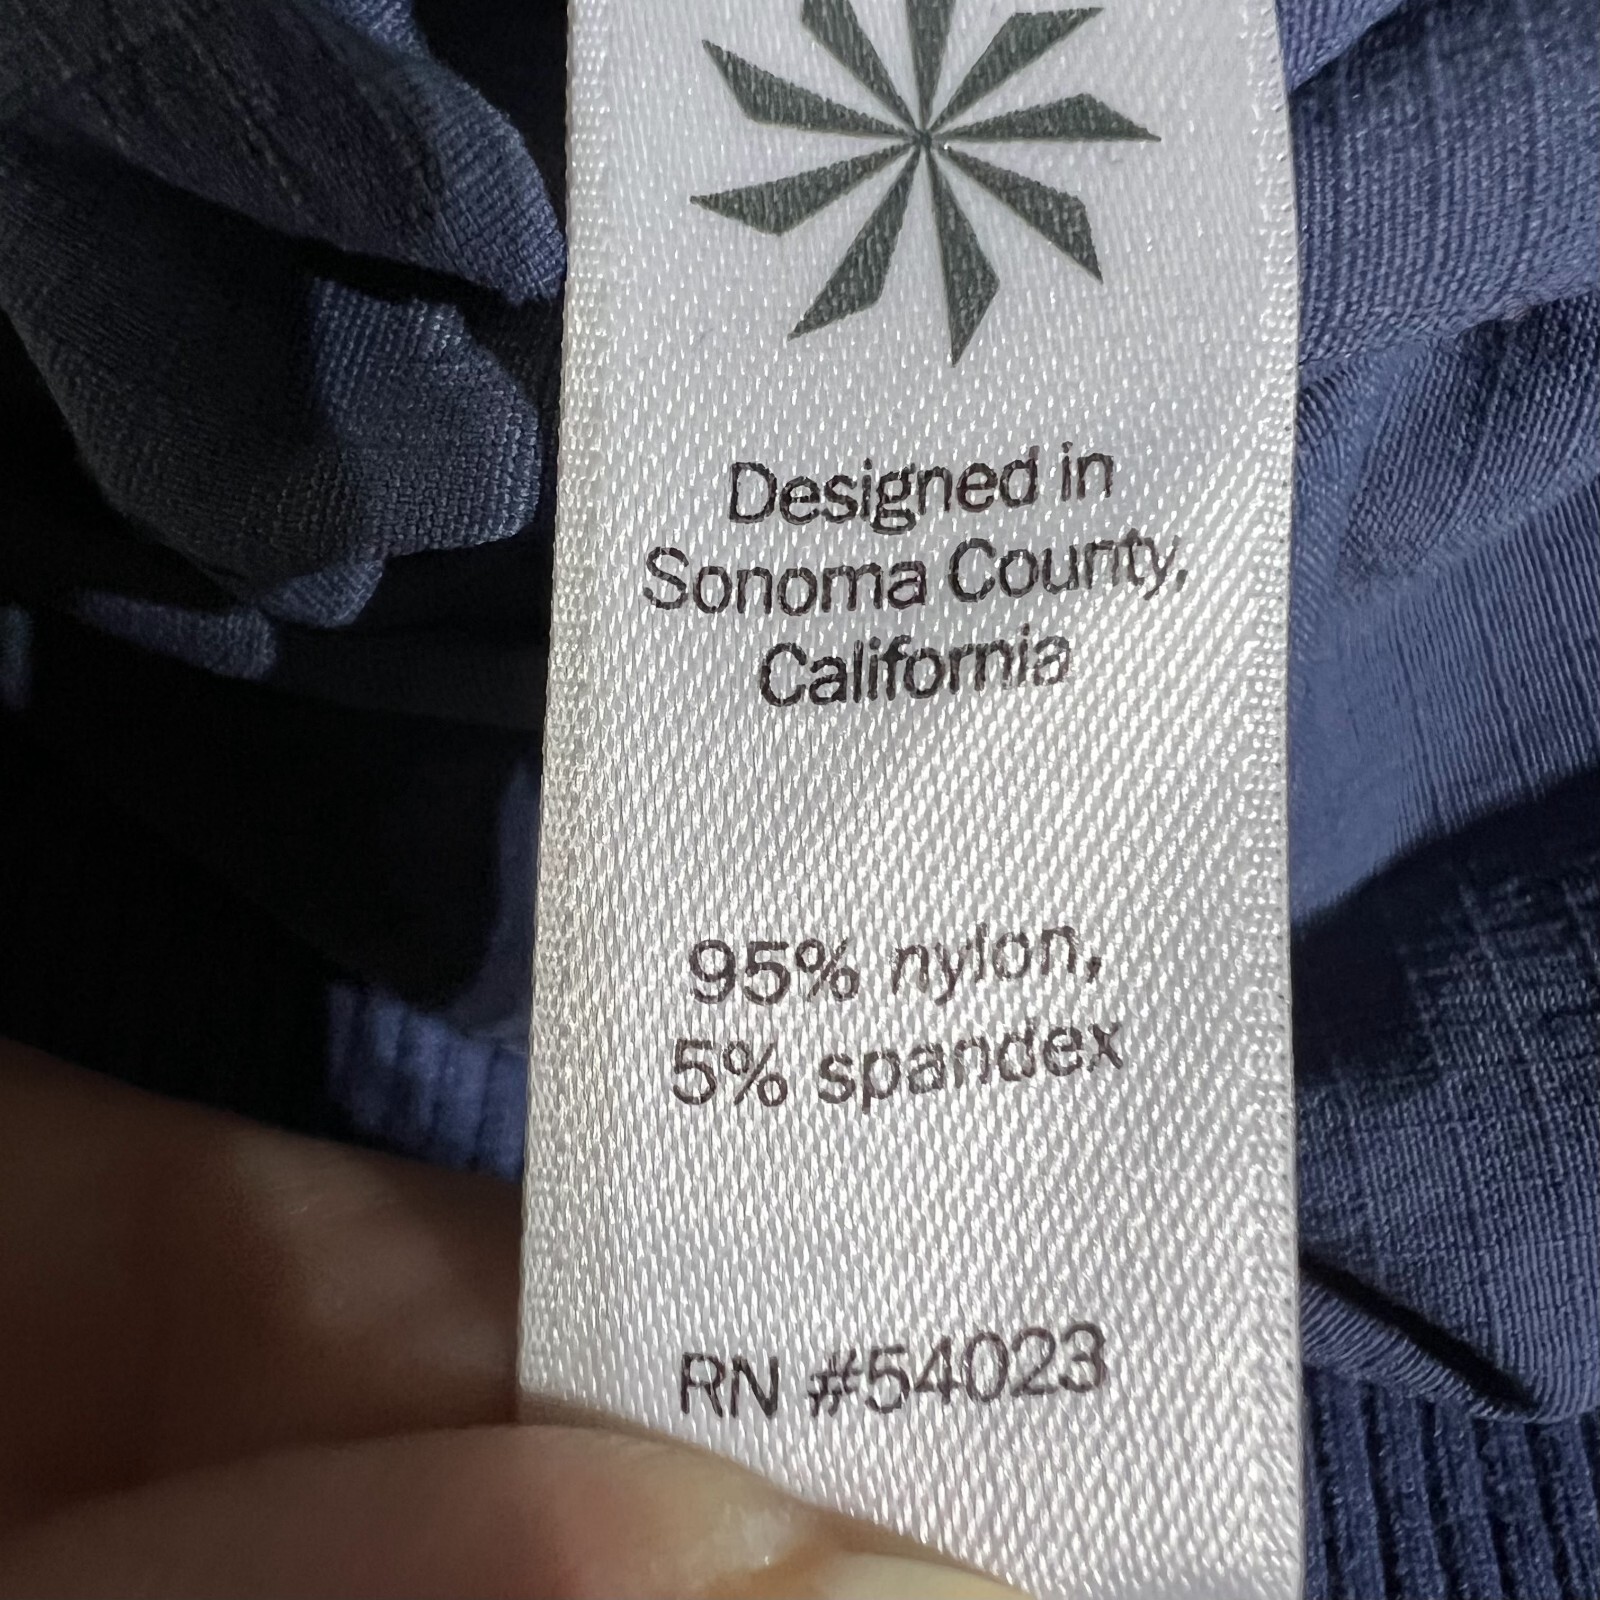 Designed in
Sonoma County,
California
95% nylon,
5% spandex
RN #54023